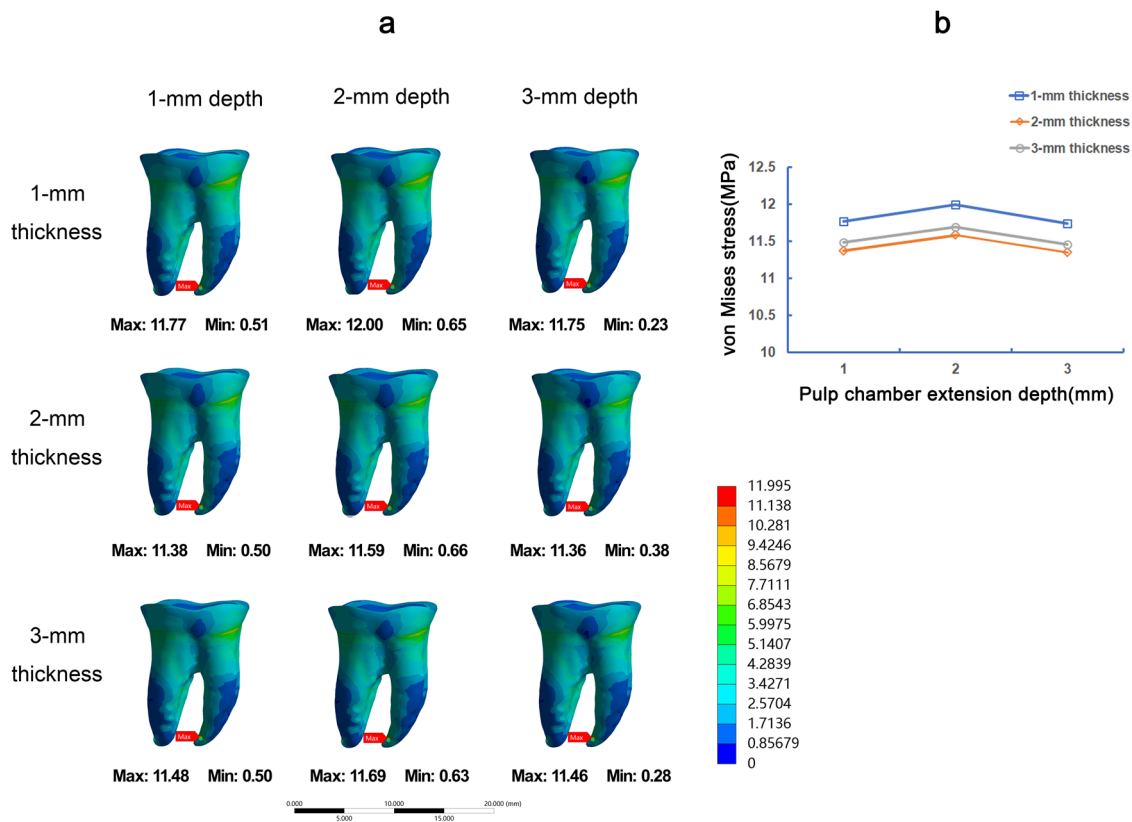 a
b
1-mm depth
2-mm depth
3-mm depth
1-mm
thickness
Max
Max
Max
Max: 11.77 Min: 0.51
Max: 12.00 Min: 0.65
Max: 11.75 Min: 0.23
2-mm
thickness
Max
Max
Max
Max: 11.38 Min: 0.50
Max: 11.59 Min: 0.66
Max: 11.36 Min: 0.38
3-mm
thickness
Max
Max
Max
Max: 11.48 Min: 0.50
Max: 11.69 Min: 0.63
Max: 11.46 Min: 0.28
0.000
10.000
20.000 (mm)
5.000
15.000
1-mm thickness
2-mm thickness
3-mm thickness
von Mises stress(MPa)
12.5
12
11.5
11
10.5
10
1
2
3
Pulp chamber extension depth(mm)
11.995
11.138
10.281
9.4246
8.5679
7.7111
6.8543
5.9975
5.1407
4.2839
3.4271
2.5704
1.7136
0.85679
0